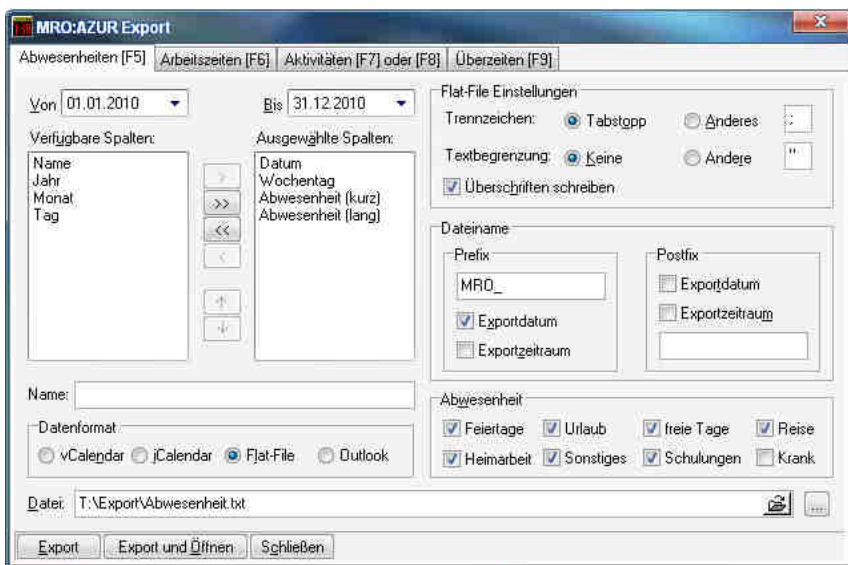 MRO:AZUR Export
Abwesenheiten [F5] Arbeitszeiten [F6] Aktivitäten [F7] oder [F8] Überzeiten [F9]
Von 01.01.2010 Bis 31.12.2010
Verfügbare Spalten:
Name
Jahr
Monat
Tag
>
>>
<<
<
↑
↓
Ausgewählte Spalten:
Datum
Wochentag
Abwesenheit (kurz)
Abwesenheit (lang)
Name:
Datenformat
vCalendar iCalendar Flat-File Outlook
Flat-File Einstellungen
Trennzeichen: Tabstopp Anderes ;
Textbegrenzung: Keine Andere "
Überschriften schreiben
Dateiname
Prefix
MRO_
Exportdatum
Exportzeitraum
Postfix
Exportdatum
Exportzeitraum
Abwesenheit
Feiertage Urlaub freie Tage Reise
Heimarbeit Sonstiges Schulungen Krank
Datei: T:\Export\Abwesenheit.txt ...
Export Export und Öffnen Schließen